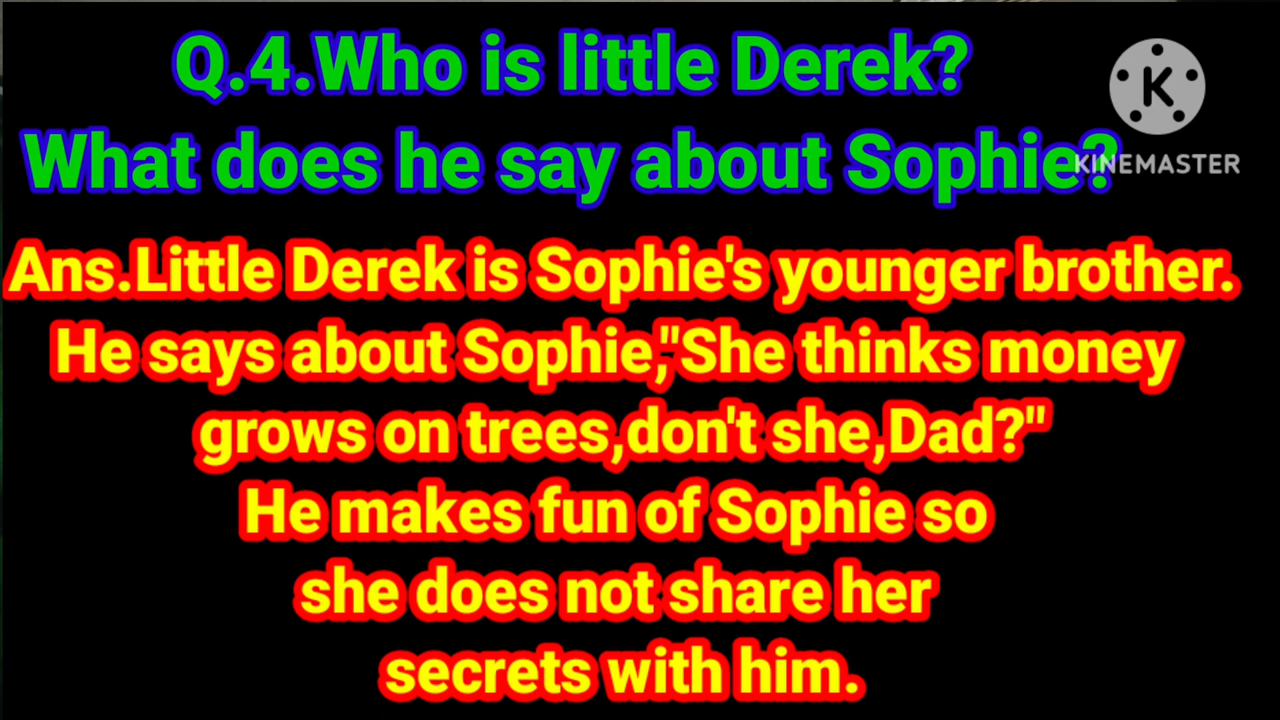 Q.4.Who is little Derek?
What does he say about Sophie?
KINEMASTER
Ans.Little Derek is Sophie's younger brother.
He says about Sophie,"She thinks money
grows on trees,don't she,Dad?"
He makes fun of Sophie so
she does not share her
secrets with him.